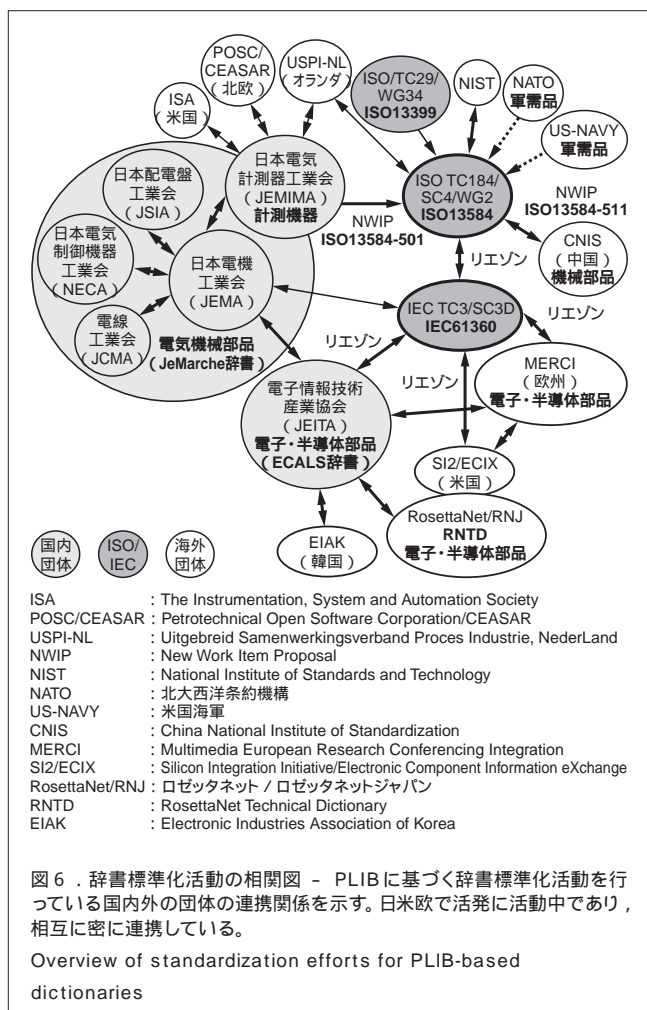 POSC/
CEASAR
（北欧）
USPI-NL
（オランダ）
ISO/TC29/
WG34
ISO13399
NIST
NATO
軍需品
US-NAVY
軍需品
ISA
（米国）
日本電気
計測器工業会
（JEMIMA）
計測機器
日本配電盤
工業会
（JSIA）
ISO TC184/
SC4/WG2
ISO13584
NWIP
ISO13584-501
NWIP
ISO13584-511
日本電気
制御機器
工業会
（NECA）
日本電機
工業会
（JEMA）
リエゾン
CNIS
（中国）
機械部品
電線
工業会
（JCMA）
電気機械部品
（JeMarche辞書）
IEC TC3/SC3D
IEC61360
リエゾン
リエゾン
リエゾン
MERCI
（欧州）
電子・半導体部品
電子情報技術
産業協会
（JEITA）
電子・半導体部品
（ECALS辞書）
SI2/ECIX
（米国）
RosettaNet/RNJ
RNTD
電子・半導体部品
EIAK
（韓国）
国内
団体
ISO/
IEC
海外
団体
ISA : The Instrumentation, System and Automation Society
POSC/CEASAR : Petrotechnical Open Software Corporation/CEASAR
USPI-NL : Uitgebreid Samenwerkingsverband Proces Industrie, NederLand
NWIP : New Work Item Proposal
NIST : National Institute of Standards and Technology
NATO : 北大西洋条約機構
US-NAVY : 米国海軍
CNIS : China National Institute of Standardization
MERCI : Multimedia European Research Conferencing Integration
SI2/ECIX : Silicon Integration Initiative/Electronic Component Information eXchange
RosettaNet/RNJ : ロゼッタネット / ロゼッタネットジャパン
RNTD : RosettaNet Technical Dictionary
EIAK : Electronic Industries Association of Korea
図6．辞書標準化活動の相関図 － PLIBに基づく辞書標準化活動を行
っている国内外の団体の連携関係を示す。日米欧で活発に活動中であり，
相互に密に連携している。
Overview of standardization efforts for PLIB-based
dictionaries